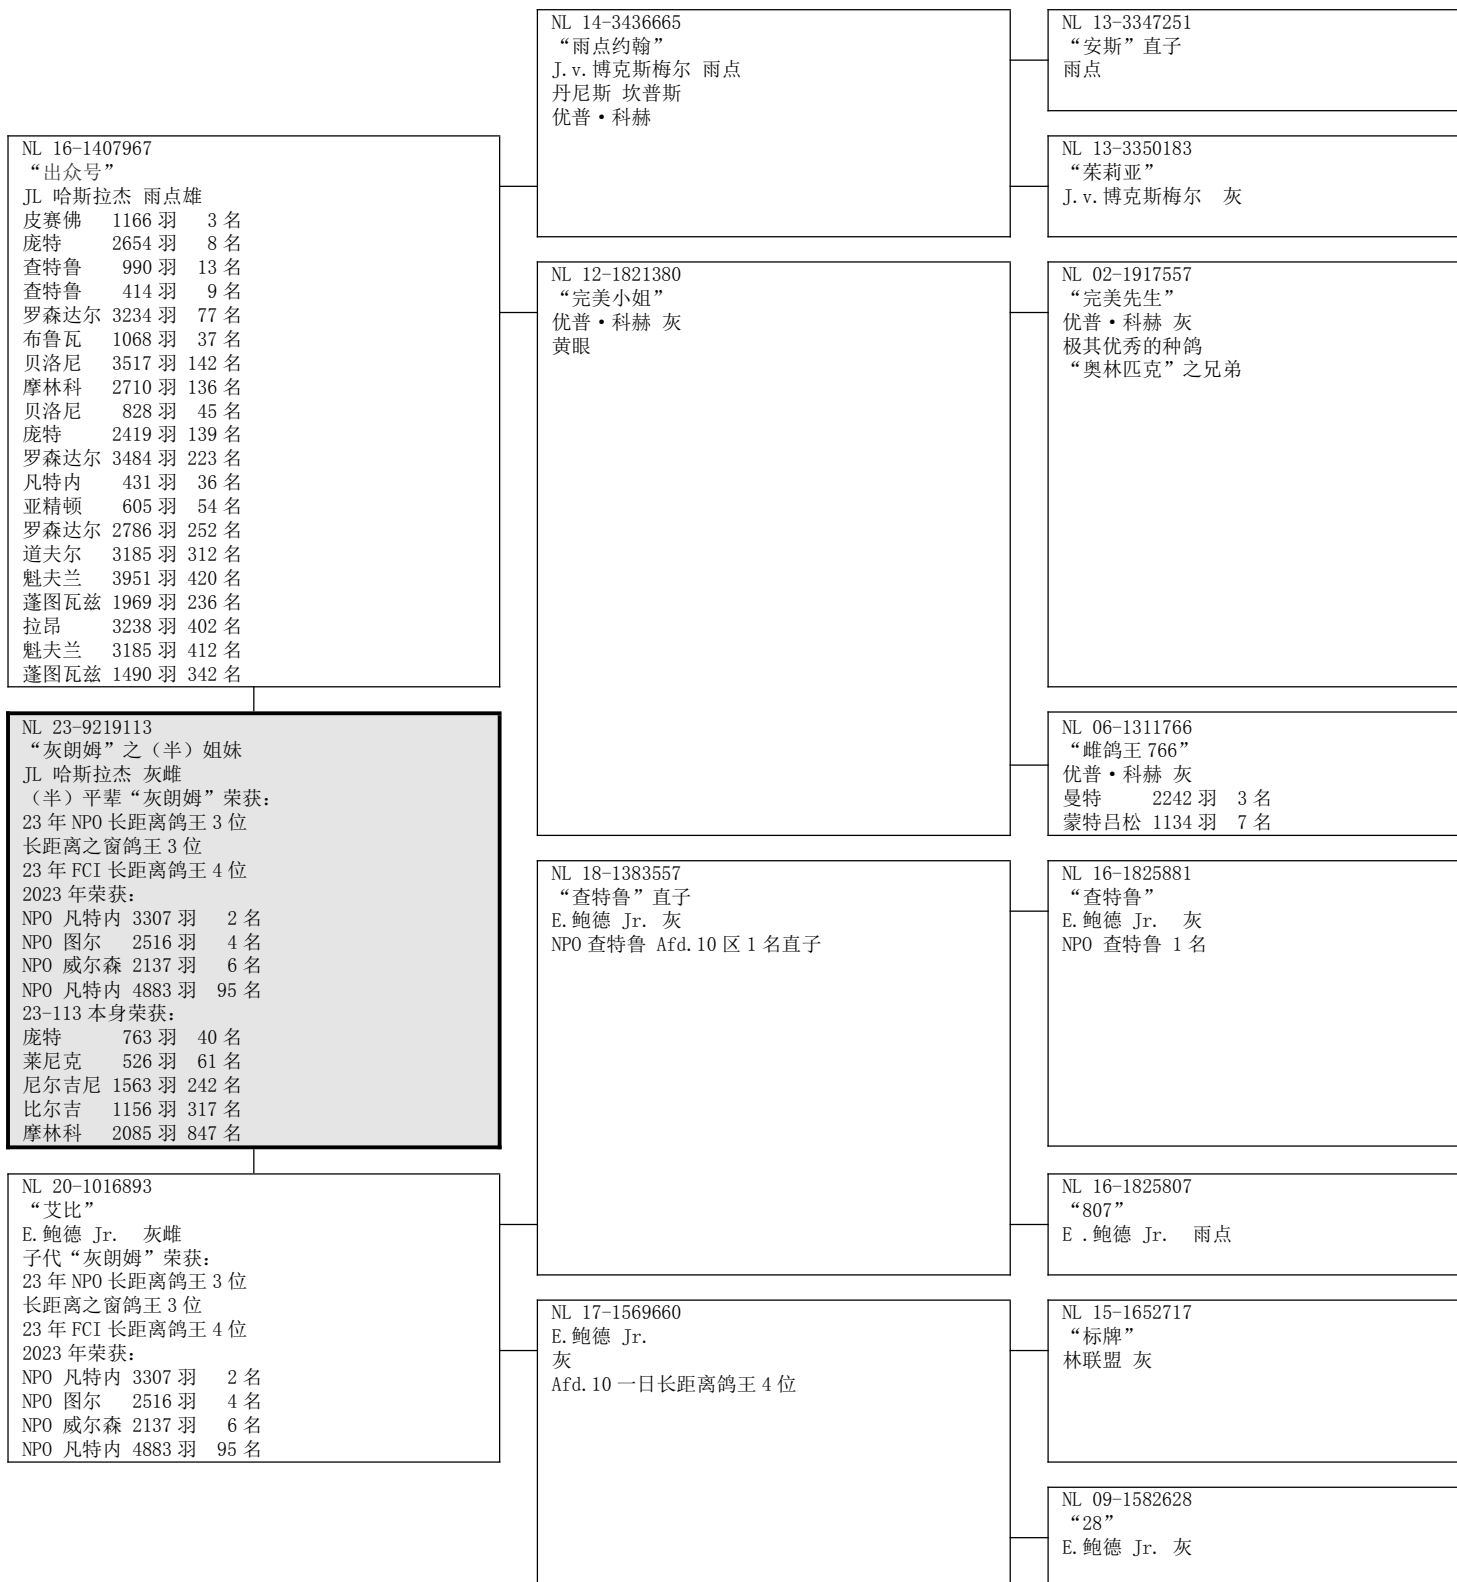 NL 16-1407967
“出众号”
JL 哈斯拉杰 雨点雄
皮赛佛 1166 羽 3 名
庞特 2654 羽 8 名
查特鲁 990 羽 13 名
查特鲁 414 羽 9 名
罗森达尔 3234 羽 77 名
布鲁瓦 1068 羽 37 名
贝洛尼 3517 羽 142 名
摩林科 2710 羽 136 名
贝洛尼 828 羽 45 名
庞特 2419 羽 139 名
罗森达尔 3484 羽 223 名
凡特内 431 羽 36 名
亚精顿 605 羽 54 名
罗森达尔 2786 羽 252 名
道夫尔 3185 羽 312 名
魁夫兰 3951 羽 420 名
蓬图瓦兹 1969 羽 236 名
拉昂 3238 羽 402 名
魁夫兰 3185 羽 412 名
蓬图瓦兹 1490 羽 342 名
NL 23-9219113
“灰朗姆”之（半）姐妹
JL 哈斯拉杰 灰雌
（半）平辈“灰朗姆”荣获：
23 年 NPO 长距离鸽王 3 位
长距离之窗鸽王 3 位
23 年 FCI 长距离鸽王 4 位
2023 年荣获：
NPO 凡特内 3307 羽 2 名
NPO 图尔 2516 羽 4 名
NPO 威尔森 2137 羽 6 名
NPO 凡特内 4883 羽 95 名
23-113 本身荣获：
庞特 763 羽 40 名
莱尼克 526 羽 61 名
尼尔吉尼 1563 羽 242 名
比尔吉 1156 羽 317 名
摩林科 2085 羽 847 名
NL 20-1016893
“艾比”
E.鲍德 Jr. 灰雌
子代“灰朗姆”荣获：
23 年 NPO 长距离鸽王 3 位
长距离之窗鸽王 3 位
23 年 FCI 长距离鸽王 4 位
2023 年荣获：
NPO 凡特内 3307 羽 2 名
NPO 图尔 2516 羽 4 名
NPO 威尔森 2137 羽 6 名
NPO 凡特内 4883 羽 95 名
NL 14-3436665
“雨点约翰”
J.v.博克斯梅尔 雨点
丹尼斯 坎普斯
优普·科赫
NL 12-1821380
“完美小姐”
优普·科赫 灰
黄眼
NL 18-1383557
“查特鲁”直子
E.鲍德 Jr. 灰
NPO 查特鲁 Afd.10 区 1 名直子
NL 17-1569660
E.鲍德 Jr.
灰
Afd.10 一日长距离鸽王 4 位
NL 13-3347251
“安斯”直子
雨点
NL 13-3350183
“茱莉亚”
J.v.博克斯梅尔 灰
NL 02-1917557
“完美先生”
优普·科赫 灰
极其优秀的种鸽
“奥林匹克”之兄弟
NL 06-1311766
“雌鸽王 766”
优普·科赫 灰
曼特 2242 羽 3 名
蒙特吕松 1134 羽 7 名
NL 16-1825881
“查特鲁”
E.鲍德 Jr. 灰
NPO 查特鲁 1 名
NL 16-1825807
“807”
E .鲍德 Jr. 雨点
NL 15-1652717
“标牌”
林联盟 灰
NL 09-1582628
“28”
E.鲍德 Jr. 灰